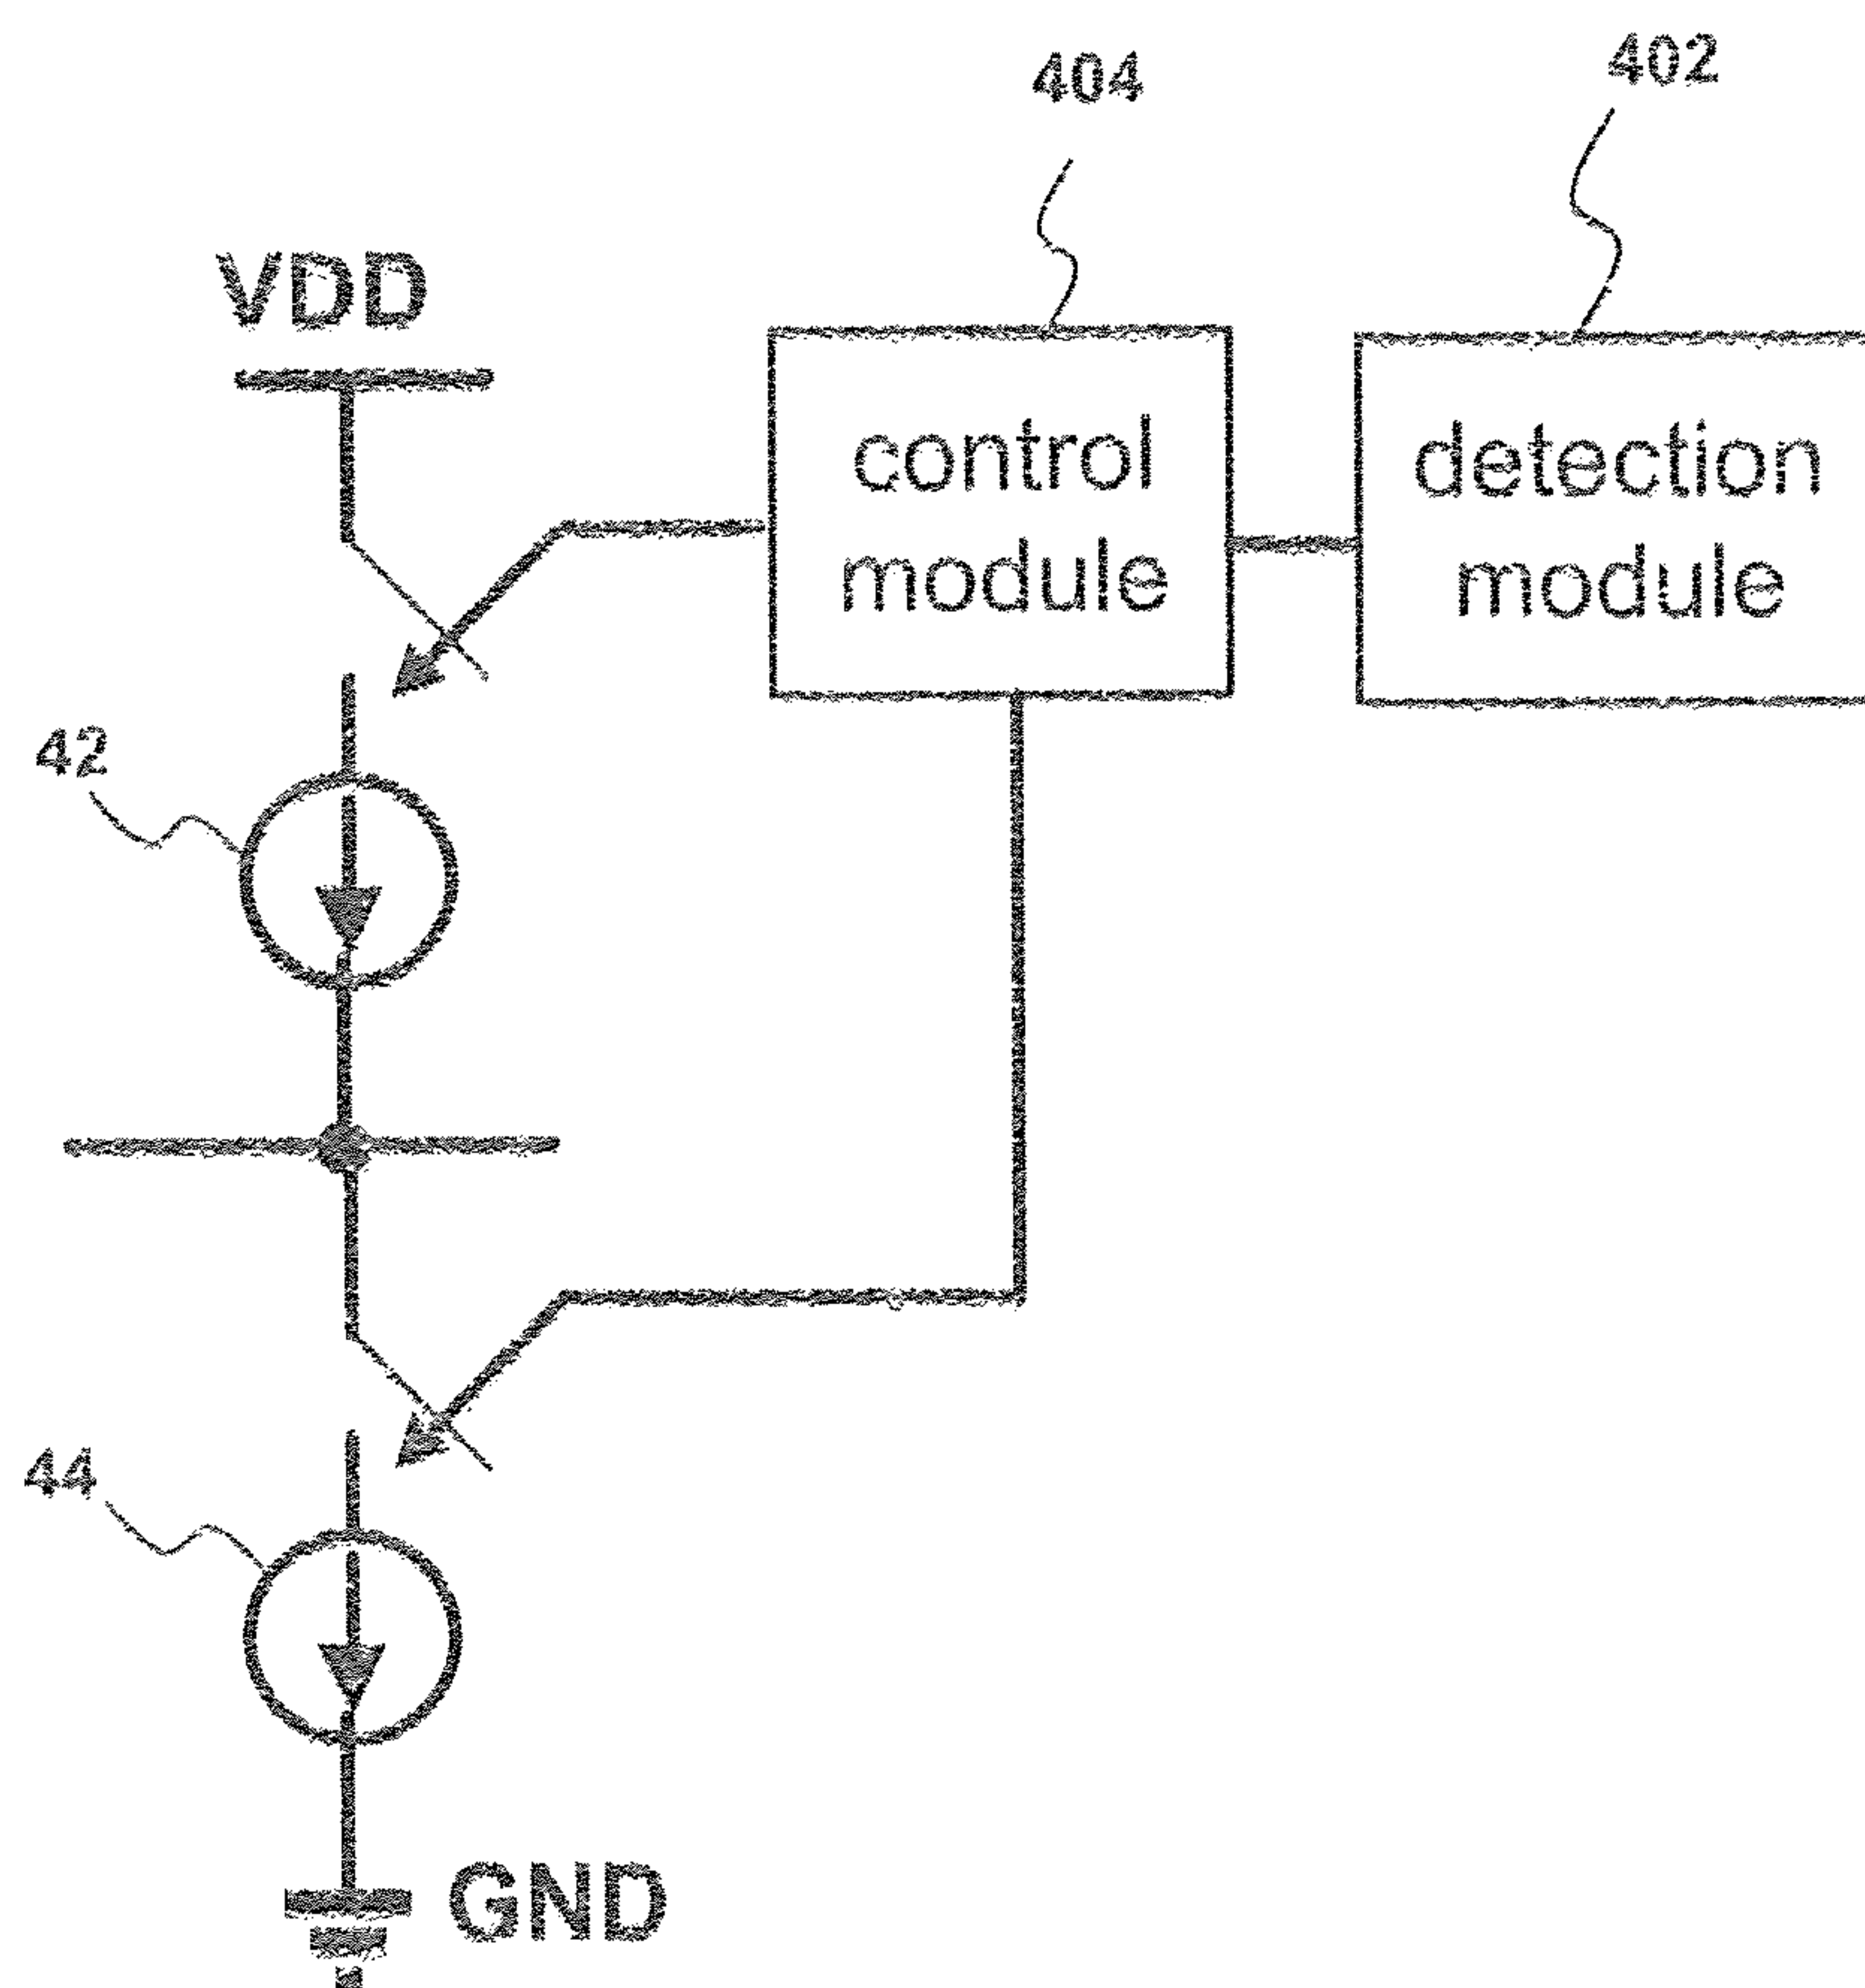 404
402
VDD
control
module
detection
module
42
44
GND